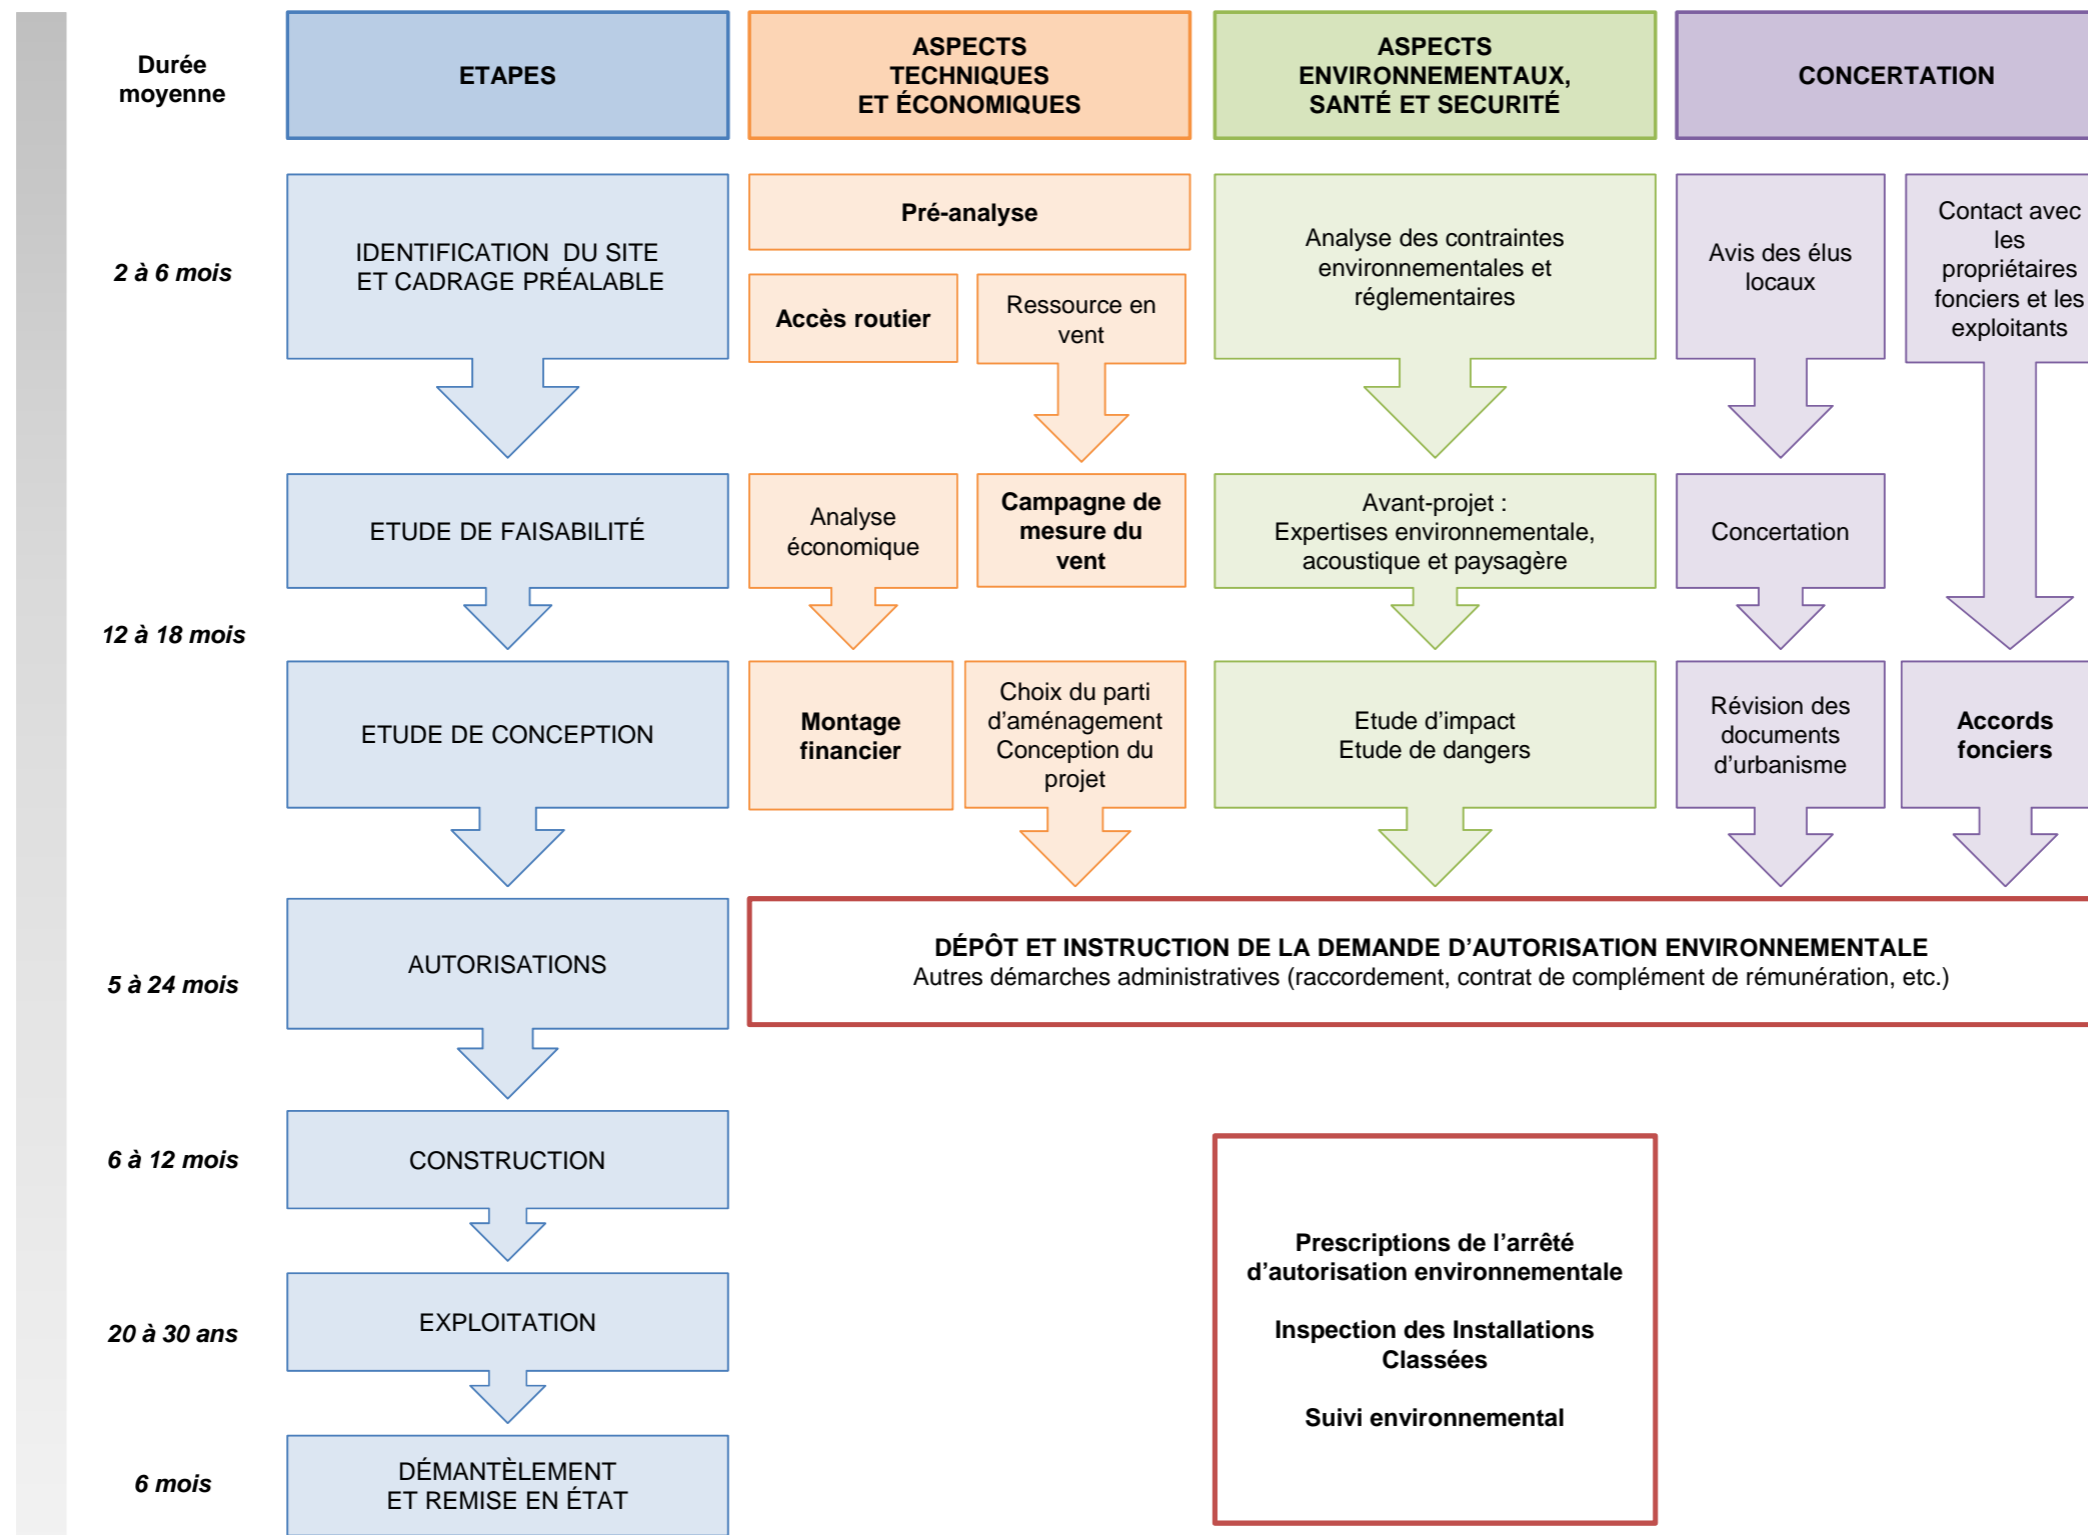 Durée
moyenne
ETAPES
ASPECTS
TECHNIQUES
ET ÉCONOMIQUES
ASPECTS
ENVIRONNEMENTAUX,
SANTÉ ET SECURITÉ
CONCERTATION
2 à 6 mois
IDENTIFICATION DU SITE
ET CADRAGE PRÉALABLE
Pré-analyse
Accès routier
Ressource en
vent
Analyse des contraintes
environnementales et
réglementaires
Avis des élus
locaux
Contact avec
les
propriétaires
fonciers et les
exploitants
ETUDE DE FAISABILITÉ
Analyse
économique
Campagne de
mesure du
vent
Avant-projet :
Expertises environnementale,
acoustique et paysagère
Concertation
12 à 18 mois
ETUDE DE CONCEPTION
Montage
financier
Choix du parti
d’aménagement
Conception du
projet
Etude d’impact
Etude de dangers
Révision des
documents
d’urbanisme
Accords
fonciers
5 à 24 mois
AUTORISATIONS
DÉPÔT ET INSTRUCTION DE LA DEMANDE D’AUTORISATION ENVIRONNEMENTALE
Autres démarches administratives (raccordement, contrat de complément de rémunération, etc.)
6 à 12 mois
CONSTRUCTION
20 à 30 ans
EXPLOITATION
Prescriptions de l’arrêté
d’autorisation environnementale
Inspection des Installations
Classées
Suivi environnemental
6 mois
DÉMANTÈLEMENT
ET REMISE EN ÉTAT